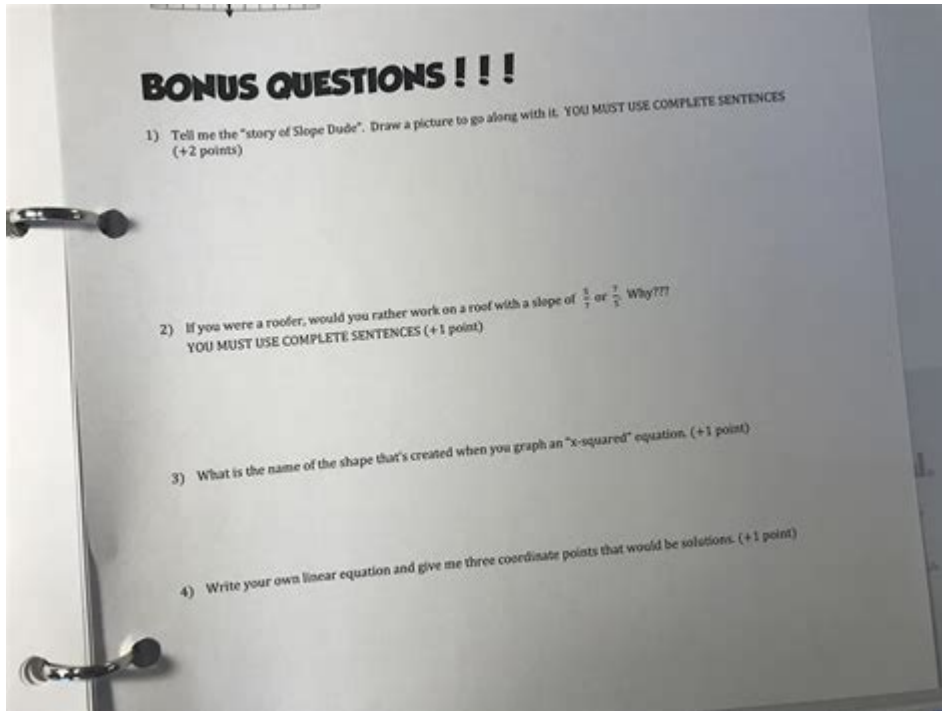 BONUS QUESTIONS ! ! !
1) Tell me the "story of Slope Dude". Draw a picture to go along with it. YOU MUST USE COMPLETE SENTENCES
(+2 points)
2) If you were a roofer, would you rather work on a roof with a slope of 5/7 or 7/5. Why???
YOU MUST USE COMPLETE SENTENCES (+1 point)
3) What is the name of the shape that's created when you graph an "x-squared" equation. (+1 point)
4) Write your own linear equation and give me three coordinate points that would be solutions. (+1 point)